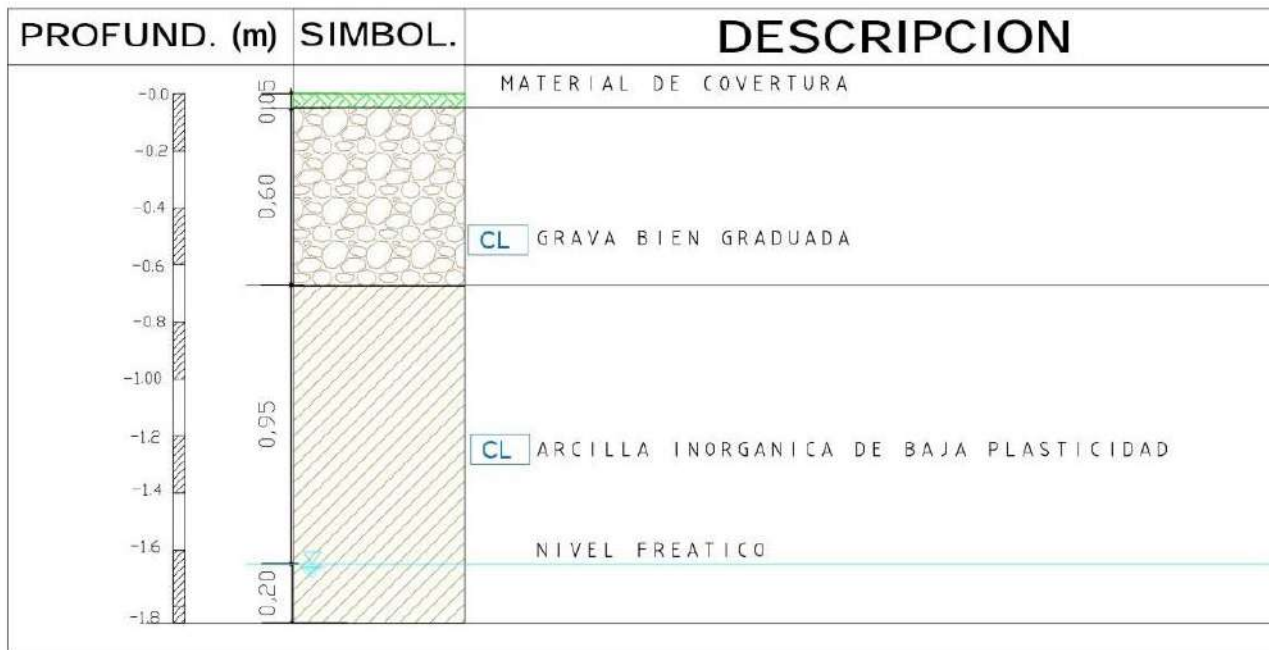 PROFUND. (m) SIMBOL. DESCRIPCION
MATERIAL DE COVERTURA
-0.0
0,05
-0.2
-0.4
0,60
CL GRAVA BIEN GRADUADA
-0.6
-0.8
-1.00
0,95
-1.2
CL ARCILLA INORGANICA DE BAJA PLASTICIDAD
-1.4
-1.6
NIVEL FREATICO
0,20
-1.8